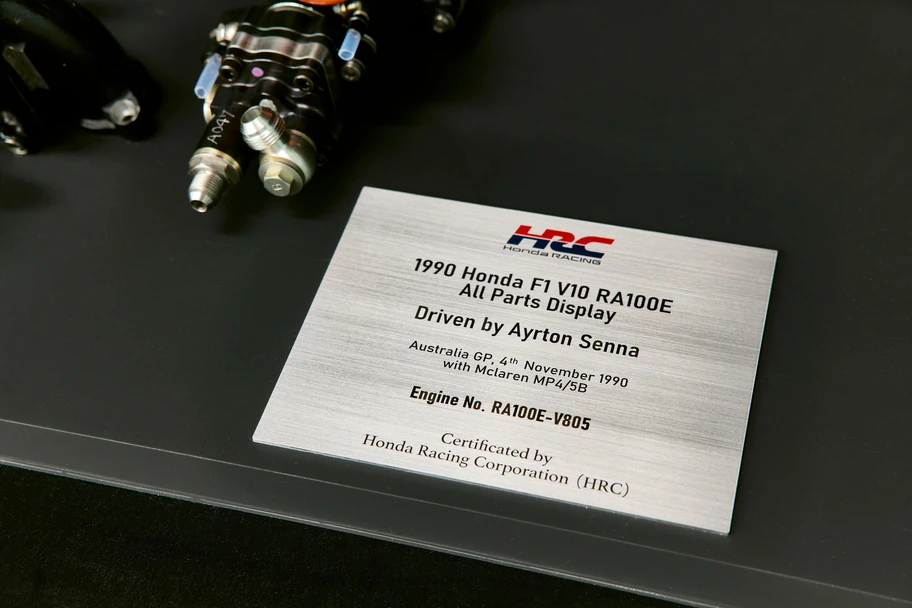 A047
HRC
Honda RACING
1990 Honda F1 V10 RA100E
All Parts Display
Driven by Ayrton Senna
Australia GP, 4th November 1990
with Mclaren MP4/5B
Engine No. RA100E-V805
Certificated by
Honda Racing Corporation (HRC)